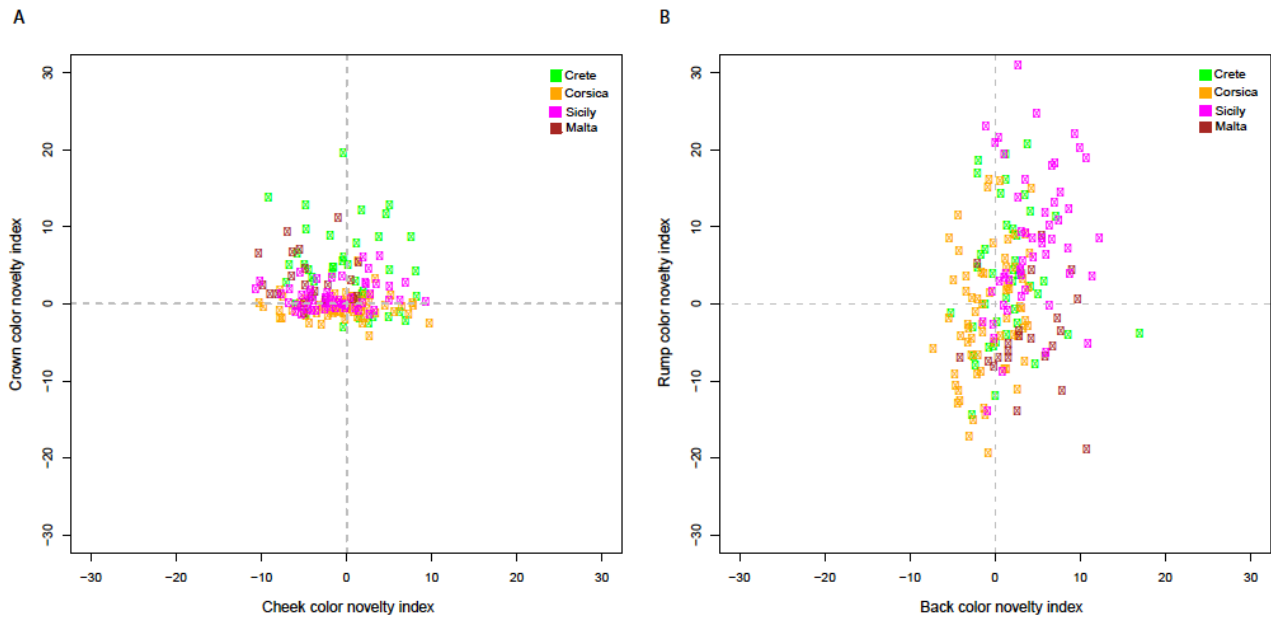 A
Crown color novelty index
30
20
10
0
−10
−20
−30
Crete
Corsica
Sicily
Malta
−30
−20
−10
0
10
20
30
Cheek color novelty index
B
Rump color novelty index
30
20
10
0
−10
−20
−30
Crete
Corsica
Sicily
Malta
−30
−20
−10
0
10
20
30
Back color novelty index